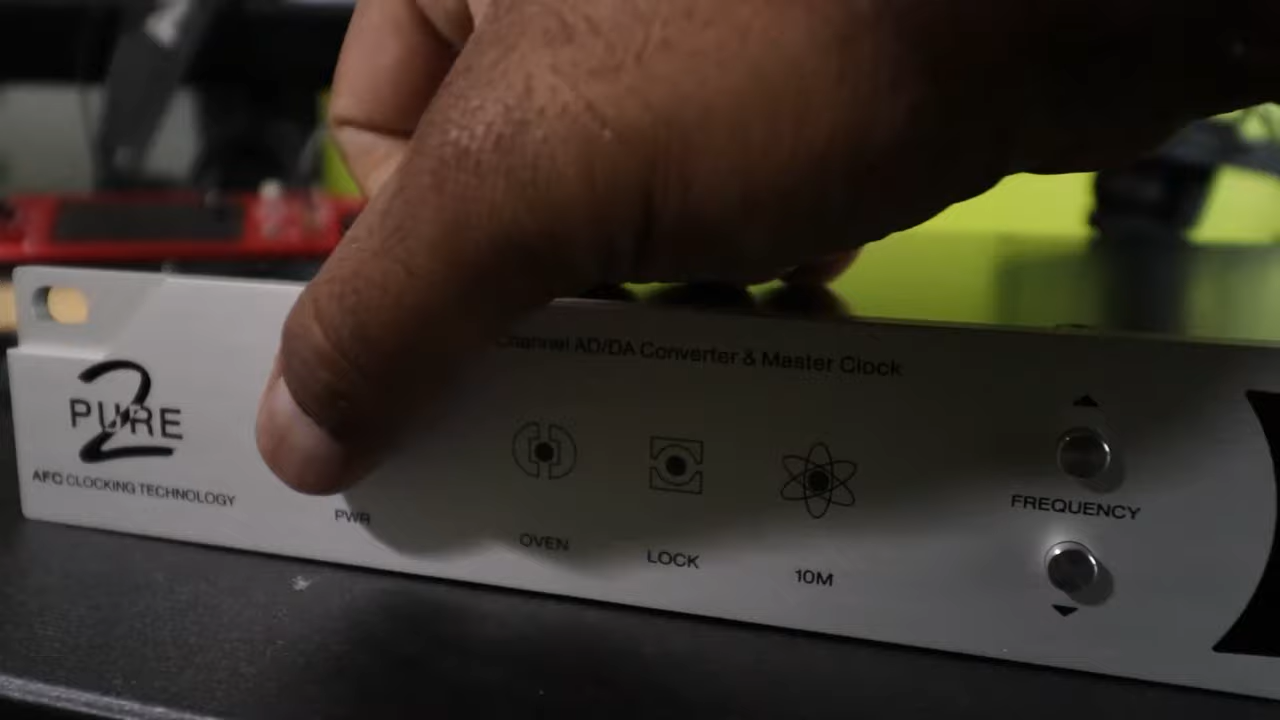 Channel AD/DA Converter & Master Clock
PURE
2
AFC CLOCKING TECHNOLOGY
PWR
OVEN
LOCK
10M
FREQUENCY